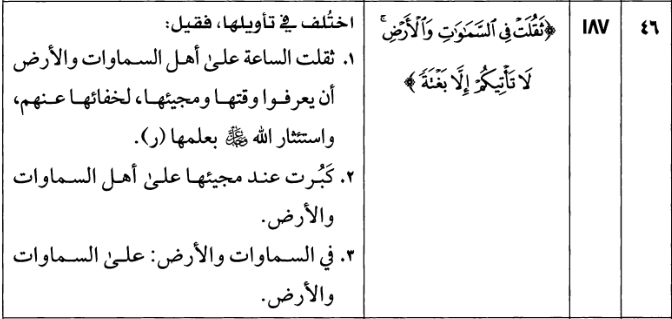 ٤٦
١٨٧
﴿ثَقُلَتْ فِي السَّمَٰوَٰتِ وَالْأَرْضِ ۚ
لَا تَأْتِيكُمْ إِلَّا بَغْتَةً ﴾
اختُلف في تأويلها، فقيل:
١. ثقلت الساعة على أهل السماوات والأرض
أن يعرفوا وقتها ومجيئها، لخفائها عنهم،
واستئثار الله ﷻ بعلمها (ر).
٢. كَبُرت عند مجيئها على أهل السماوات
والأرض.
٣. في السماوات والأرض: على السماوات
والأرض.